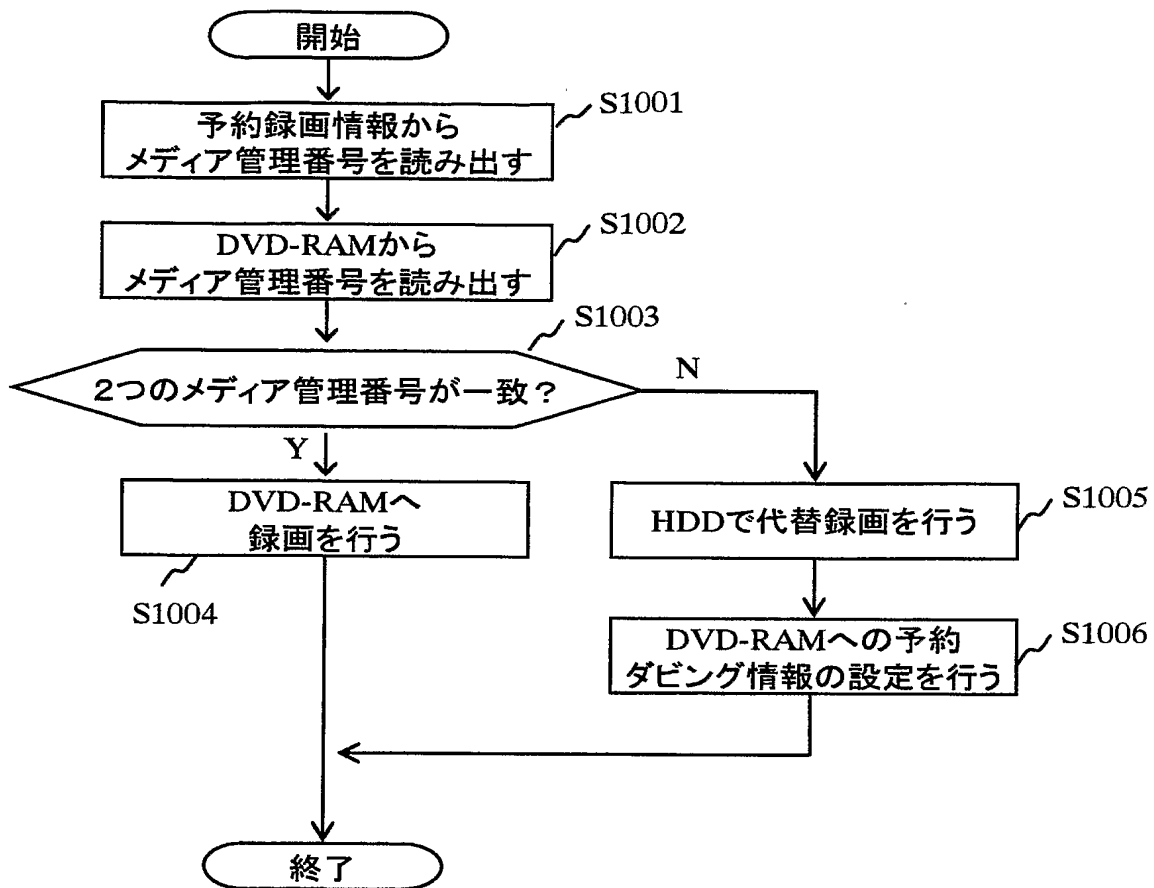 開始
S1001
予約録画情報から
メディア管理番号を読み出す
S1002
DVD-RAMから
メディア管理番号を読み出す
S1003
2つのメディア管理番号が一致?
N
Y
DVD-RAMへ
録画を行う
S1004
S1005
HDDで代替録画を行う
S1006
DVD-RAMへの予約
ダビング情報の設定を行う
終了